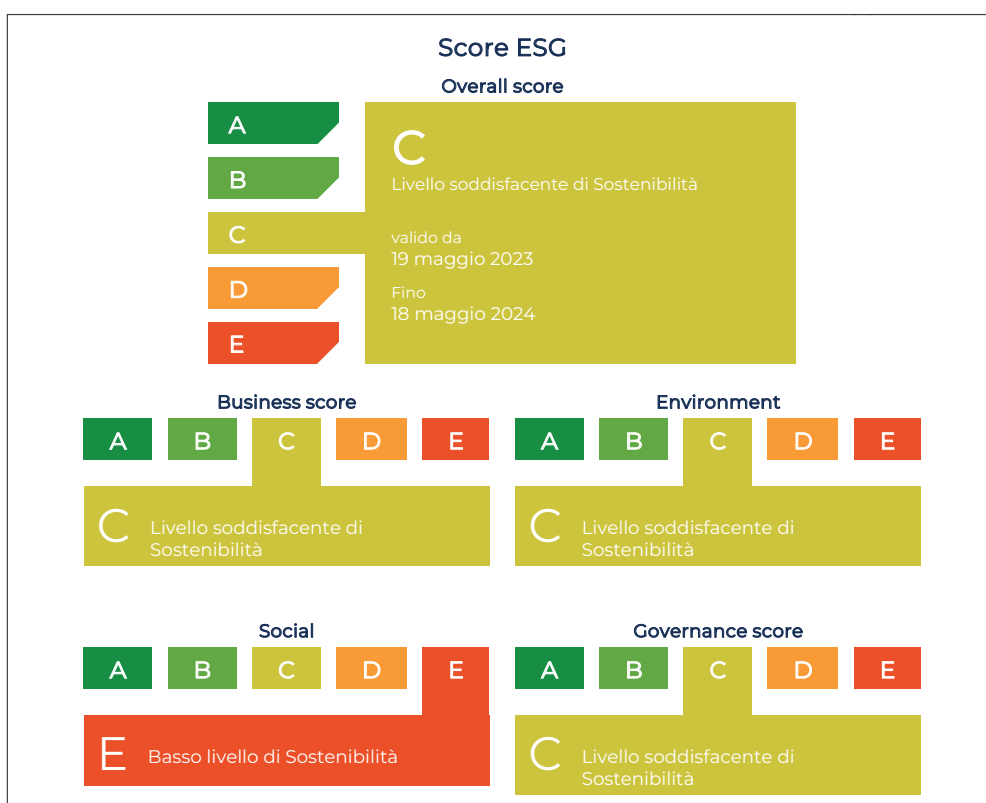 Score ESG
Overall score
A
B
C
D
E
C
Livello soddisfacente di Sostenibilità
valido da
19 maggio 2023
Fino
18 maggio 2024
Business score
A B C D E
C Livello soddisfacente di
Sostenibilità
Environment
A B C D E
C Livello soddisfacente di
Sostenibilità
Social
A B C D E
E Basso livello di Sostenibilità
Governance score
A B C D E
C Livello soddisfacente di
Sostenibilità